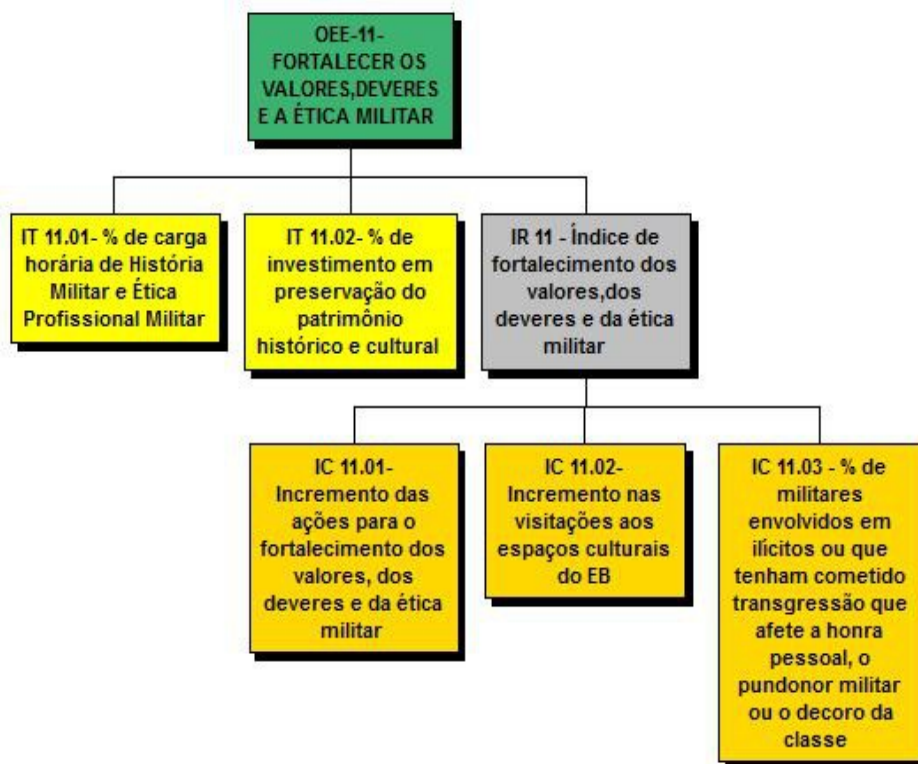 OEE-11-
FORTALECER OS
VALORES,DEVERES
E A ÉTICA MILITAR
IT 11.01- % de carga
horária de História
Militar e Ética
Profissional Militar
IT 11.02- % de
investimento em
preservação do
patrimônio
histórico e cultural
IR 11 - Índice de
fortalecimento dos
valores,dos
deveres e da ética
militar
IC 11.01-
Incremento das
ações para o
fortalecimento dos
valores, dos
deveres e da ética
militar
IC 11.02-
Incremento nas
visitações aos
espaços culturais
do EB
IC 11.03 - % de
militares
envolvidos em
ilícitos ou que
tenham cometido
transgressão que
afete a honra
pessoal, o
pundonor militar
ou o decoro da
classe